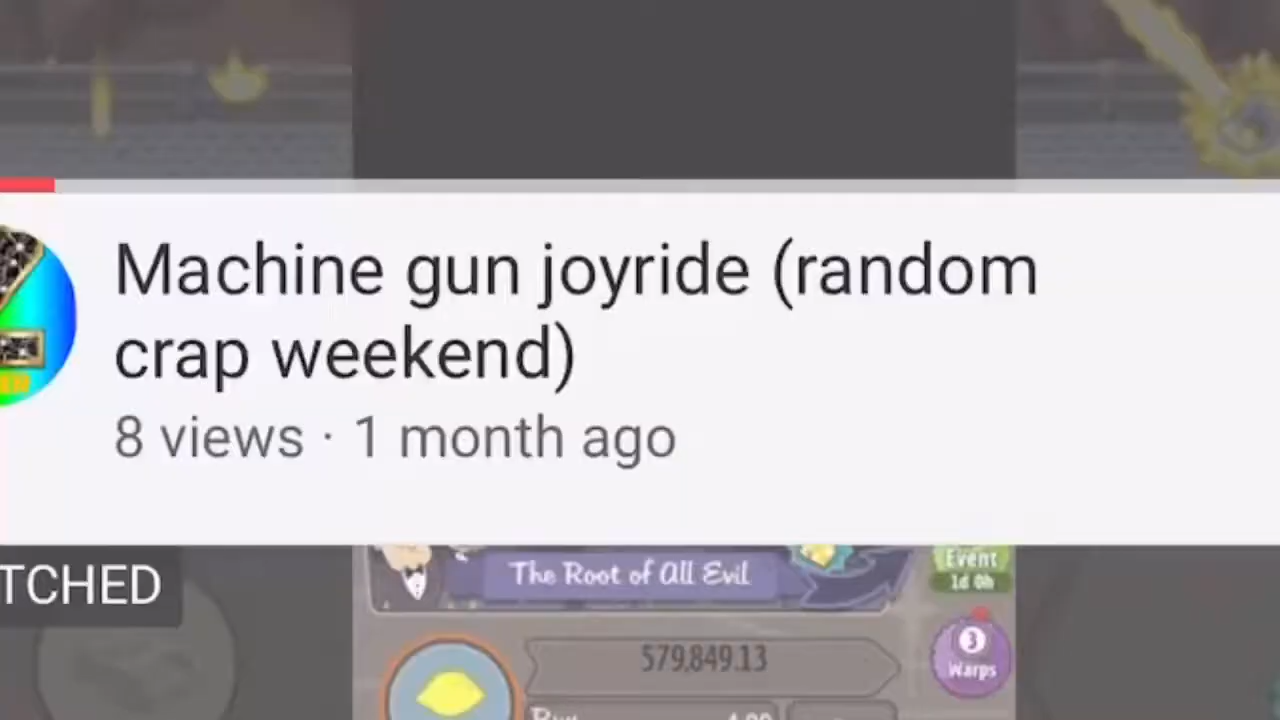 Machine gun joyride (random
crap weekend)
8 views · 1 month ago
TCHED
The Root of All Evil
Event
1d 0h
579,849.13
3
Warps
Buy